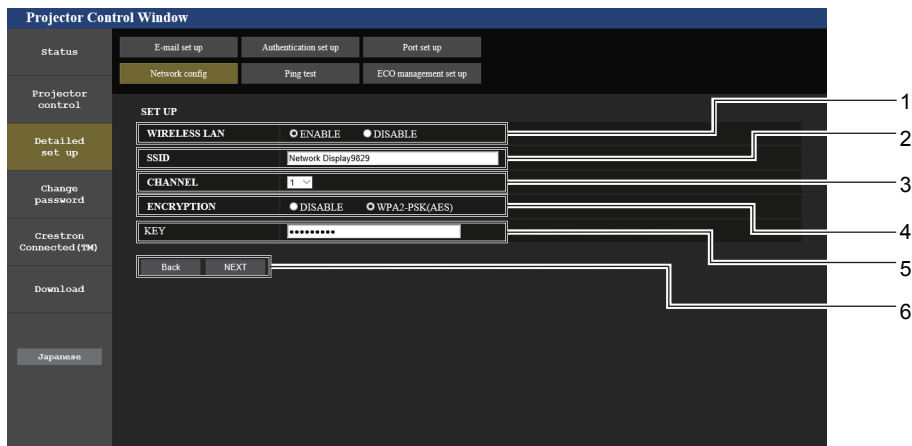 Projector Control Window
Status
E-mail set up
Authentication set up
Port set up
Network config
Ping test
ECO management set up
Projector
control
Detailed
set up
Change
password
Crestron
Connected(TM)
Download
Japanese
SET UP
WIRELESS LAN
ENABLE
DISABLE
SSID
Network Display9829
CHANNEL
1
ENCRYPTION
DISABLE
WPA2-PSK(AES)
KEY
•••••••••
Back
NEXT
1
2
3
4
5
6